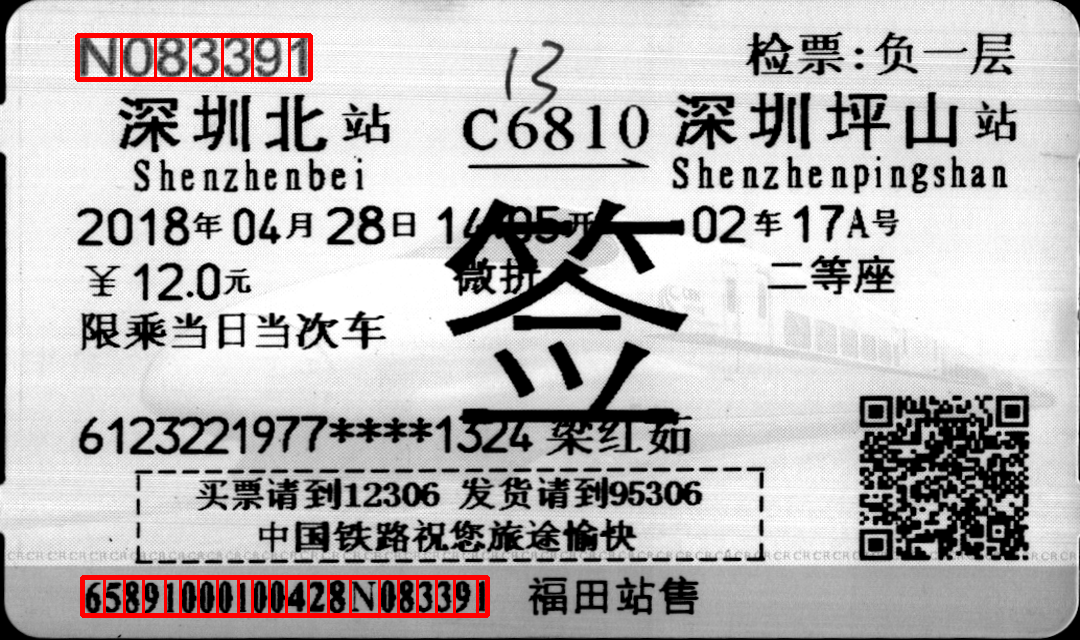 N083391
检票:负一层
13
深圳北站 C6810 深圳坪山站
Shenzhenbei Shenzhenpingshan
2018年04月28日 14:05开 02车17A号
￥12.0元 微折 二等座
限乘当日当次车
签
6123221977****1324 梁红茹
买票请到12306 发货请到95306
中国铁路祝您旅途愉快
CRCRCRCRCRCRCRCRCRCRCRCRCRCR
65891000100428N083391 福田站售